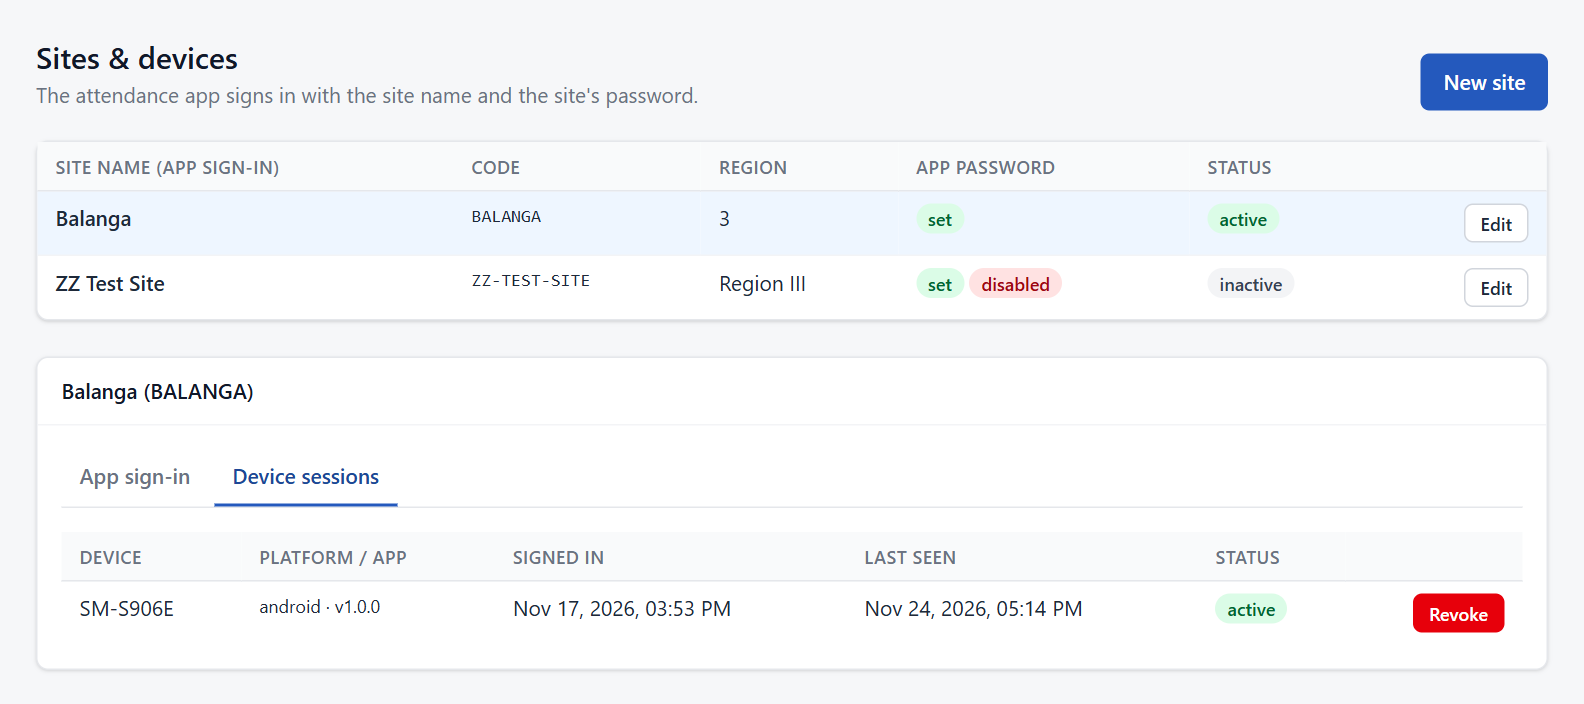 Sites & devices
The attendance app signs in with the site name and the site's password.
New site
SITE NAME (APP SIGN-IN) CODE REGION APP PASSWORD STATUS
Balanga BALANGA 3 set active Edit
ZZ Test Site ZZ-TEST-SITE Region III set disabled inactive Edit
Balanga (BALANGA)
App sign-in Device sessions
DEVICE PLATFORM / APP SIGNED IN LAST SEEN STATUS
SM-S906E android · v1.0.0 Nov 17, 2026, 03:53 PM Nov 24, 2026, 05:14 PM active Revoke